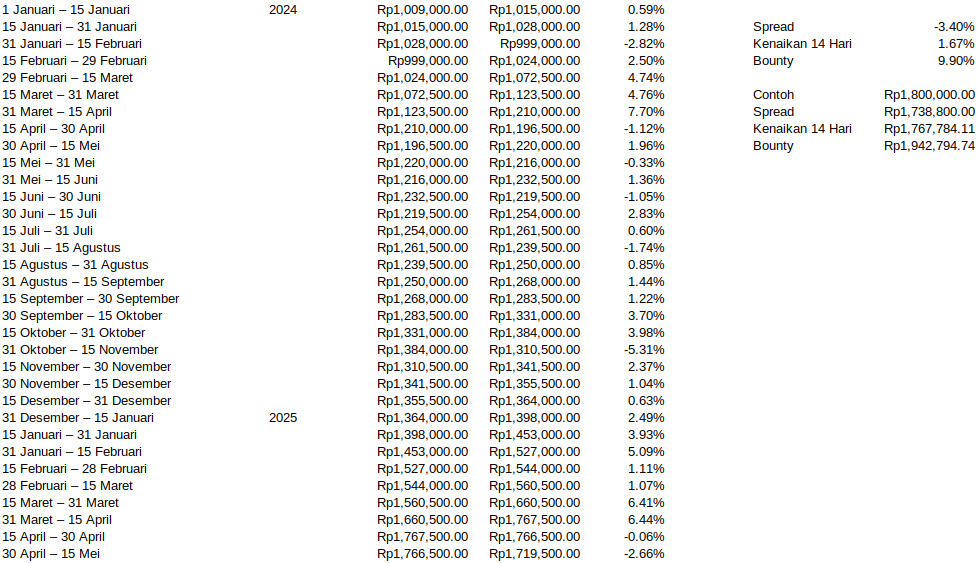 1 Januari – 15 Januari 2024 Rp1,009,000.00 Rp1,015,000.00 0.59%
15 Januari – 31 Januari Rp1,015,000.00 Rp1,028,000.00 1.28% Spread -3.40%
31 Januari – 15 Februari Rp1,028,000.00 Rp999,000.00 -2.82% Kenaikan 14 Hari 1.67%
15 Februari – 29 Februari Rp999,000.00 Rp1,024,000.00 2.50% Bounty 9.90%
29 Februari – 15 Maret Rp1,024,000.00 Rp1,072,500.00 4.74%
15 Maret – 31 Maret Rp1,072,500.00 Rp1,123,500.00 4.76% Contoh Rp1,800,000.00
31 Maret – 15 April Rp1,123,500.00 Rp1,210,000.00 7.70% Spread Rp1,738,800.00
15 April – 30 April Rp1,210,000.00 Rp1,196,500.00 -1.12% Kenaikan 14 Hari Rp1,767,784.11
30 April – 15 Mei Rp1,196,500.00 Rp1,220,000.00 1.96% Bounty Rp1,942,794.74
15 Mei – 31 Mei Rp1,220,000.00 Rp1,216,000.00 -0.33%
31 Mei – 15 Juni Rp1,216,000.00 Rp1,232,500.00 1.36%
15 Juni – 30 Juni Rp1,232,500.00 Rp1,219,500.00 -1.05%
30 Juni – 15 Juli Rp1,219,500.00 Rp1,254,000.00 2.83%
15 Juli – 31 Juli Rp1,254,000.00 Rp1,261,500.00 0.60%
31 Juli – 15 Agustus Rp1,261,500.00 Rp1,239,500.00 -1.74%
15 Agustus – 31 Agustus Rp1,239,500.00 Rp1,250,000.00 0.85%
31 Agustus – 15 September Rp1,250,000.00 Rp1,268,000.00 1.44%
15 September – 30 September Rp1,268,000.00 Rp1,283,500.00 1.22%
30 September – 15 Oktober Rp1,283,500.00 Rp1,331,000.00 3.70%
15 Oktober – 31 Oktober Rp1,331,000.00 Rp1,384,000.00 3.98%
31 Oktober – 15 November Rp1,384,000.00 Rp1,310,500.00 -5.31%
15 November – 30 November Rp1,310,500.00 Rp1,341,500.00 2.37%
30 November – 15 Desember Rp1,341,500.00 Rp1,355,500.00 1.04%
15 Desember – 31 Desember Rp1,355,500.00 Rp1,364,000.00 0.63%
31 Desember – 15 Januari 2025 Rp1,364,000.00 Rp1,398,000.00 2.49%
15 Januari – 31 Januari Rp1,398,000.00 Rp1,453,000.00 3.93%
31 Januari – 15 Februari Rp1,453,000.00 Rp1,527,000.00 5.09%
15 Februari – 28 Februari Rp1,527,000.00 Rp1,544,000.00 1.11%
28 Februari – 15 Maret Rp1,544,000.00 Rp1,560,500.00 1.07%
15 Maret – 31 Maret Rp1,560,500.00 Rp1,660,500.00 6.41%
31 Maret – 15 April Rp1,660,500.00 Rp1,767,500.00 6.44%
15 April – 30 April Rp1,767,500.00 Rp1,766,500.00 -0.06%
30 April – 15 Mei Rp1,766,500.00 Rp1,719,500.00 -2.66%